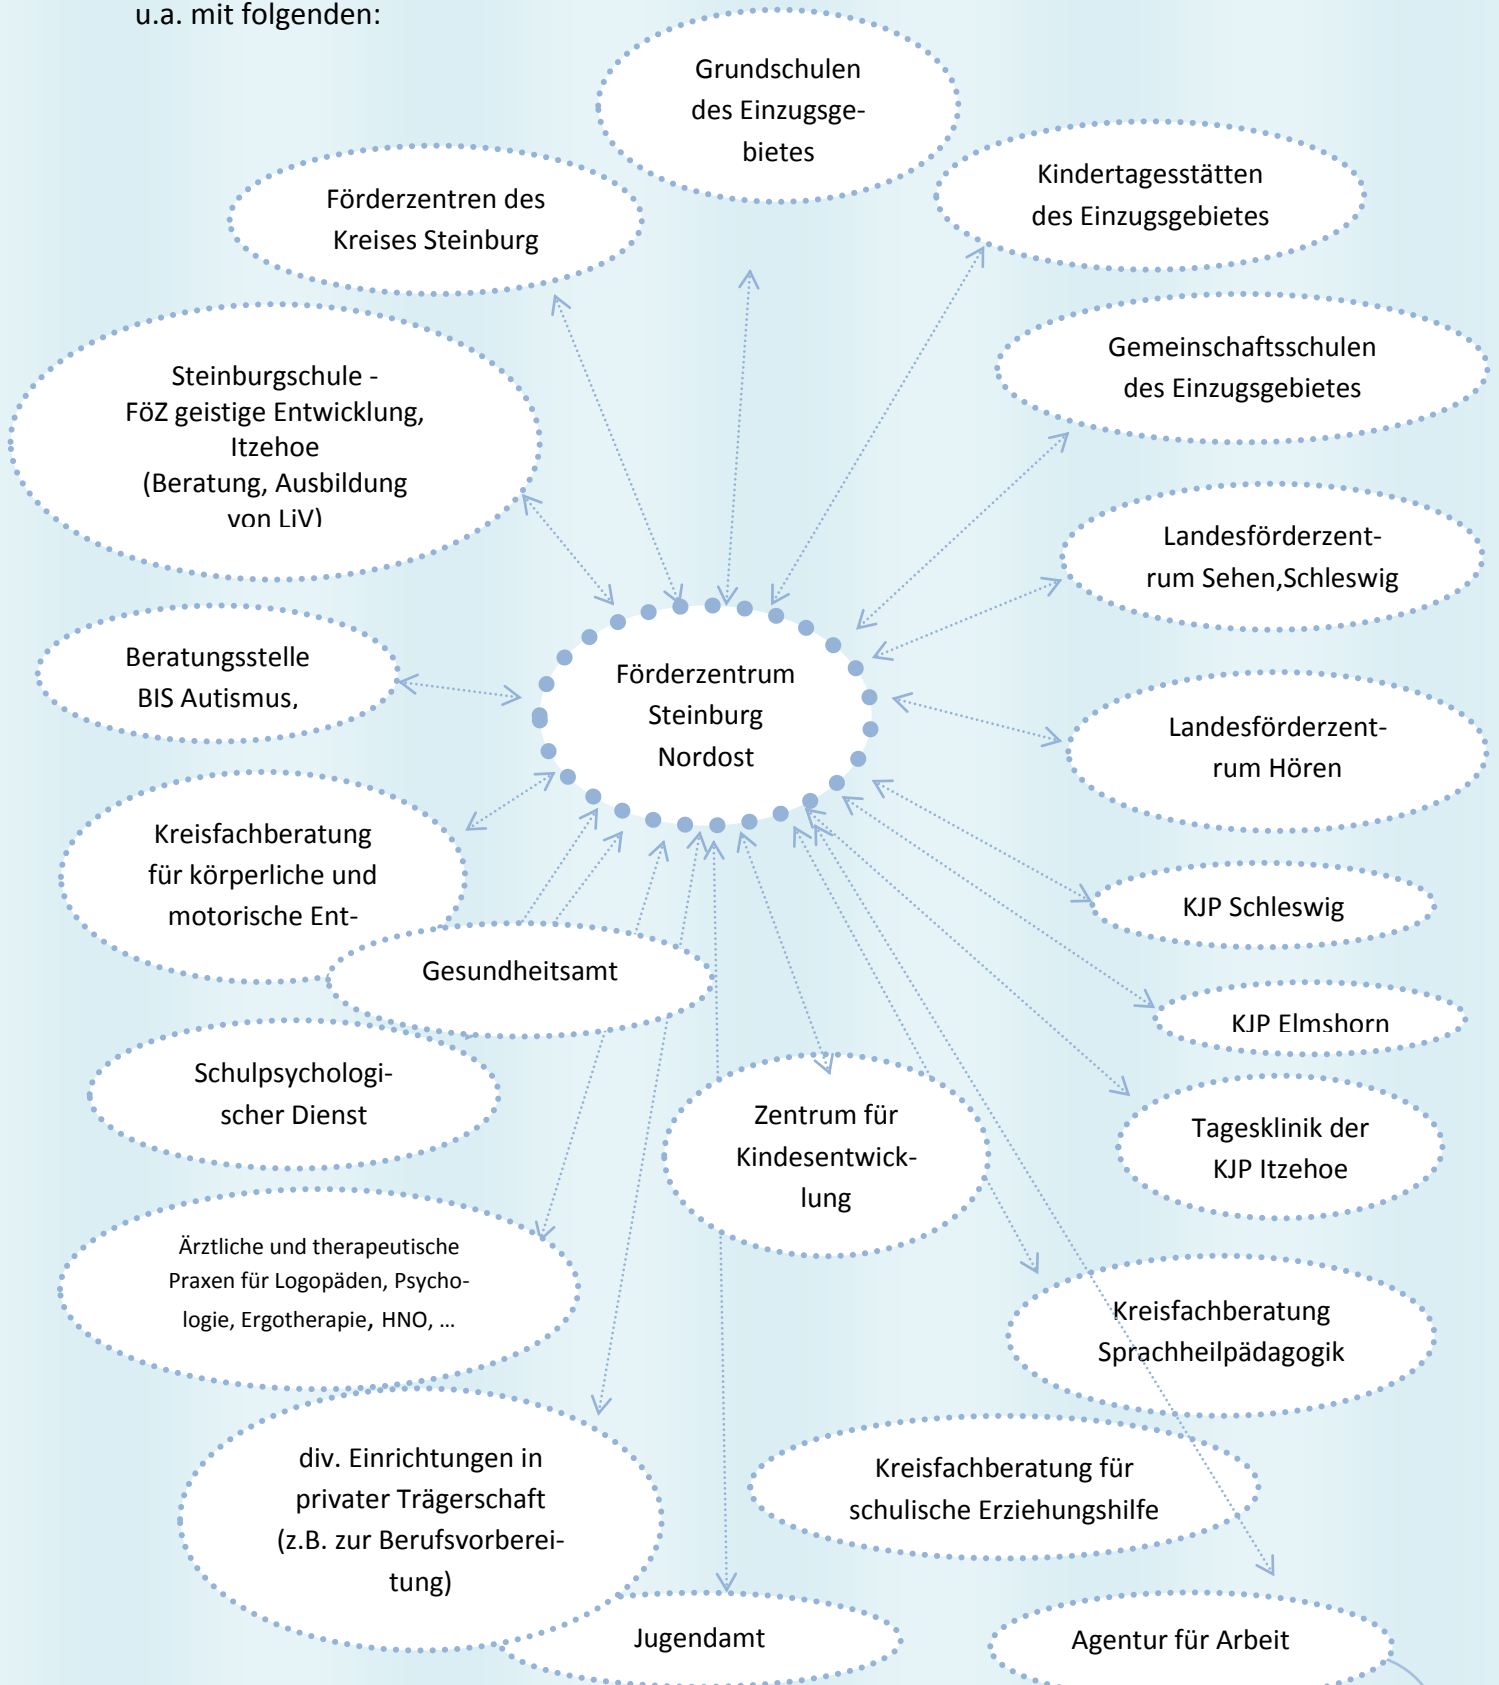 u.a. mit folgenden:
Grundschulen
des Einzugsge-
bietes
Förderzentren des
Kreises Steinburg
Kindertagesstätten
des Einzugsgebietes
Steinburgschule -
FöZ geistige Entwicklung,
Itzehoe
(Beratung, Ausbildung
von LiV)
Gemeinschaftsschulen
des Einzugsgebietes
Landesförderzent-
rum Sehen,Schleswig
Beratungsstelle
BIS Autismus,
Förderzentrum
Steinburg
Nordost
Landesförderzent-
rum Hören
Kreisfachberatung
für körperliche und
motorische Ent-
KJP Schleswig
Gesundheitsamt
KJP Elmshorn
Schulpsychologi-
scher Dienst
Zentrum für
Kindesentwick-
lung
Tagesklinik der
KJP Itzehoe
Ärztliche und therapeutische
Praxen für Logopäden, Psycho-
logie, Ergotherapie, HNO, ...
Kreisfachberatung
Sprachheilpädagogik
div. Einrichtungen in
privater Trägerschaft
(z.B. zur Berufsvorberei-
tung)
Kreisfachberatung für
schulische Erziehungshilfe
Jugendamt
Agentur für Arbeit